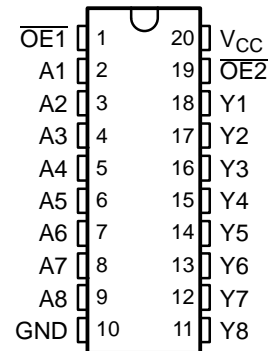 O̅E̅1̅ 1 20 VCC
A1 2 19 O̅E̅2̅
A2 3 18 Y1
A3 4 17 Y2
A4 5 16 Y3
A5 6 15 Y4
A6 7 14 Y5
A7 8 13 Y6
A8 9 12 Y7
GND 10 11 Y8